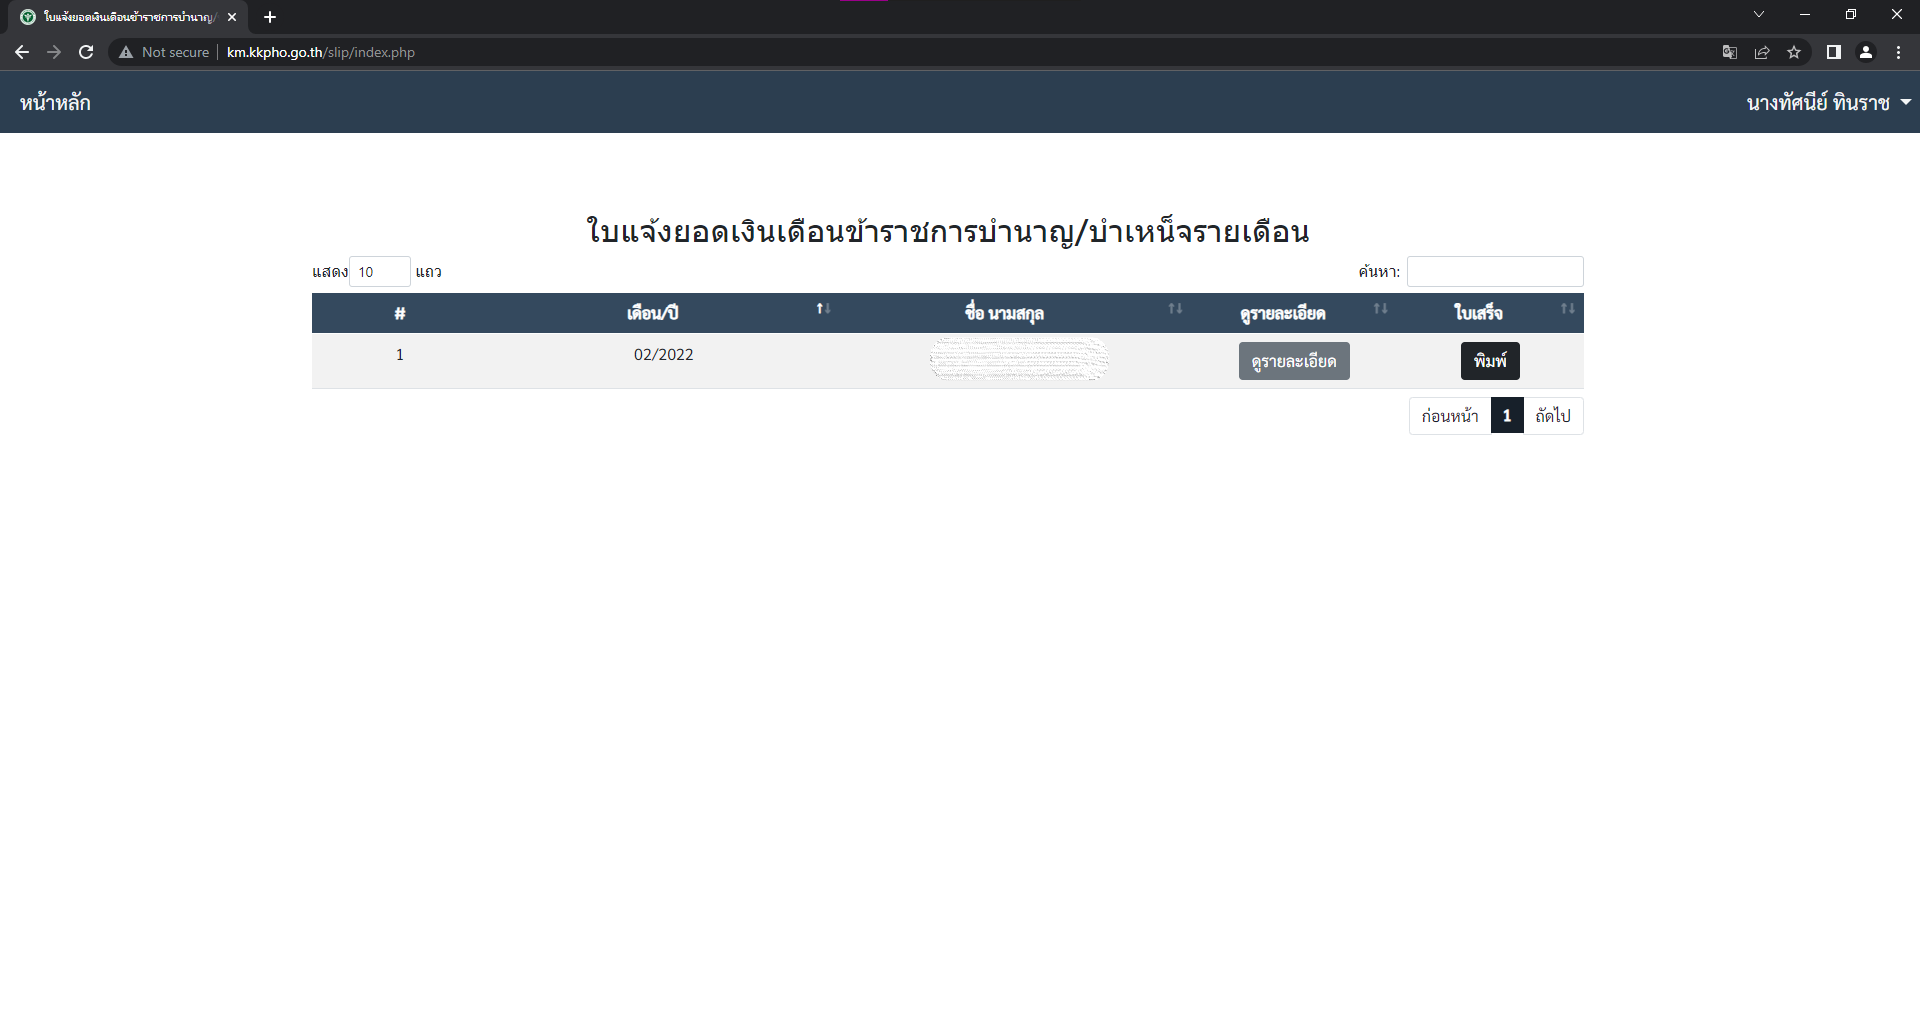 ใบแจ้งยอดเงินเดือนข้าราชการบำนาญ/
Not secure km.kkpho.go.th/slip/index.php
หน้าหลัก นางทัศนีย์ ทินราช
ใบแจ้งยอดเงินเดือนข้าราชการบำนาญ/บำเหน็จรายเดือน
แสดง 10 แถว ค้นหา:
# เดือน/ปี ชื่อ นามสกุล ดูรายละเอียด ใบเสร็จ
1 02/2022 ดูรายละเอียด พิมพ์
ก่อนหน้า 1 ถัดไป